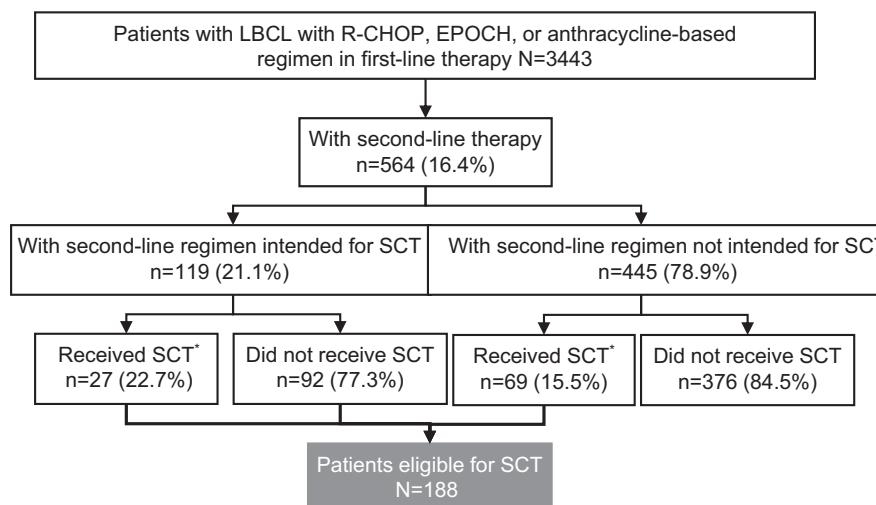 Patients with LBCL with R-CHOP, EPOCH, or anthracycline-based
regimen in first-line therapy N=3443
With second-line therapy
n=564 (16.4%)
With second-line regimen intended for SCT
n=119 (21.1%)
With second-line regimen not intended for SCT
n=445 (78.9%)
Received SCT*
n=27 (22.7%)
Did not receive SCT
n=92 (77.3%)
Received SCT*
n=69 (15.5%)
Did not receive SCT
n=376 (84.5%)
Patients eligible for SCT
N=188